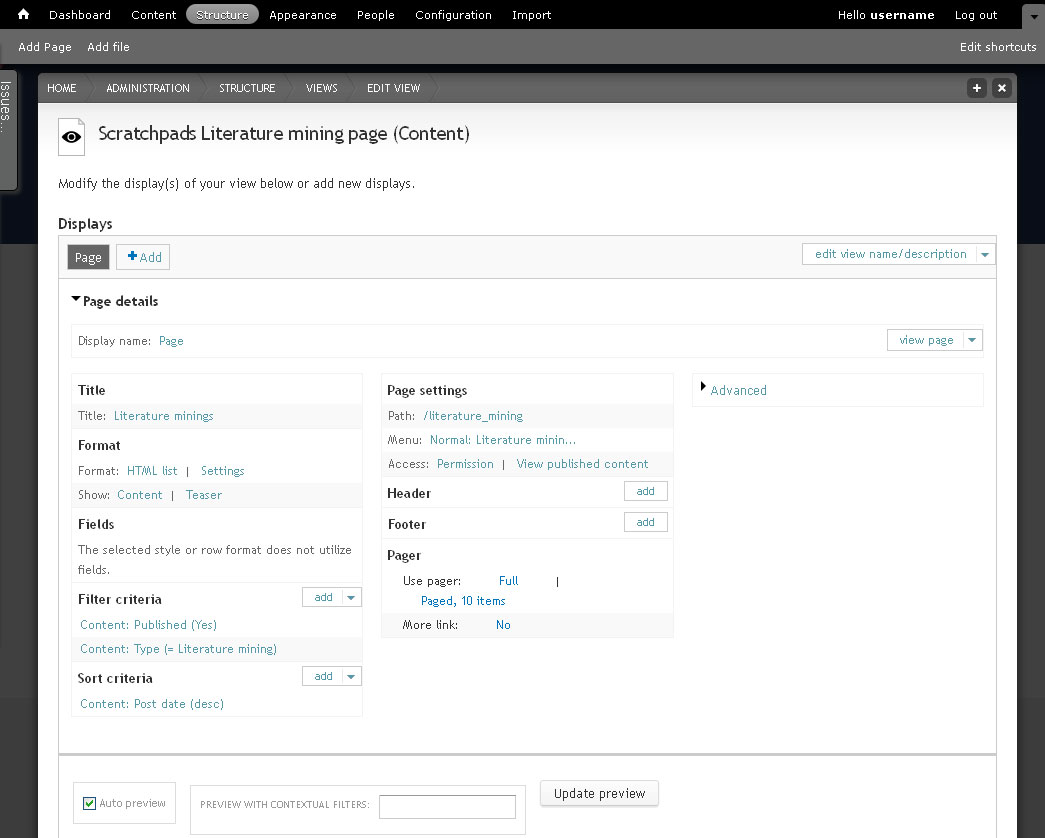 Dashboard Content Structure Appearance People Configuration Import Hello username Log out
Add Page Add file Edit shortcuts
Issues...
HOME ADMINISTRATION STRUCTURE VIEWS EDIT VIEW
Scratchpads Literature mining page (Content)
Modify the display(s) of your view below or add new displays.
Displays
Page Add edit view name/description
Page details
Display name: Page view page
Title
Title: Literature minings
Format
Format: HTML list | Settings
Show: Content | Teaser
Fields
The selected style or row format does not utilize
fields.
Filter criteria add
Content: Published (Yes)
Content: Type (= Literature mining)
Sort criteria add
Content: Post date (desc)
Page settings
Path: /literature_mining
Menu: Normal: Literature minin...
Access: Permission | View published content
Header add
Footer add
Pager
Use pager: Full |
Paged, 10 items
More link: No
Advanced
Auto preview PREVIEW WITH CONTEXTUAL FILTERS: Update preview